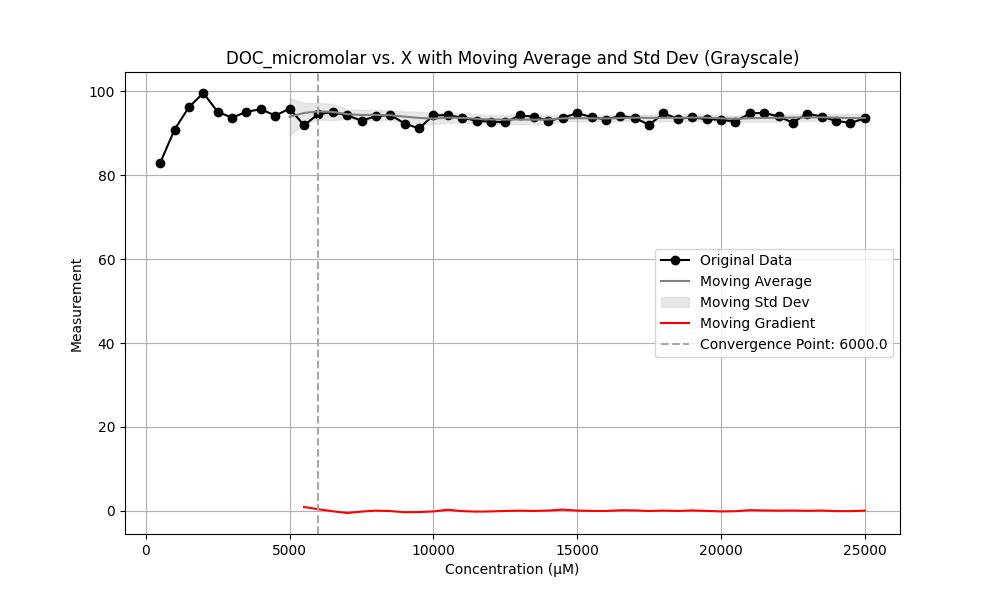 DOC_micromolar vs. X with Moving Average and Std Dev (Grayscale)
100
80
60
40
20
0
Measurement
Original Data
Moving Average
Moving Std Dev
Moving Gradient
Convergence Point: 6000.0
0 5000 10000 15000 20000 25000
Concentration (μM)